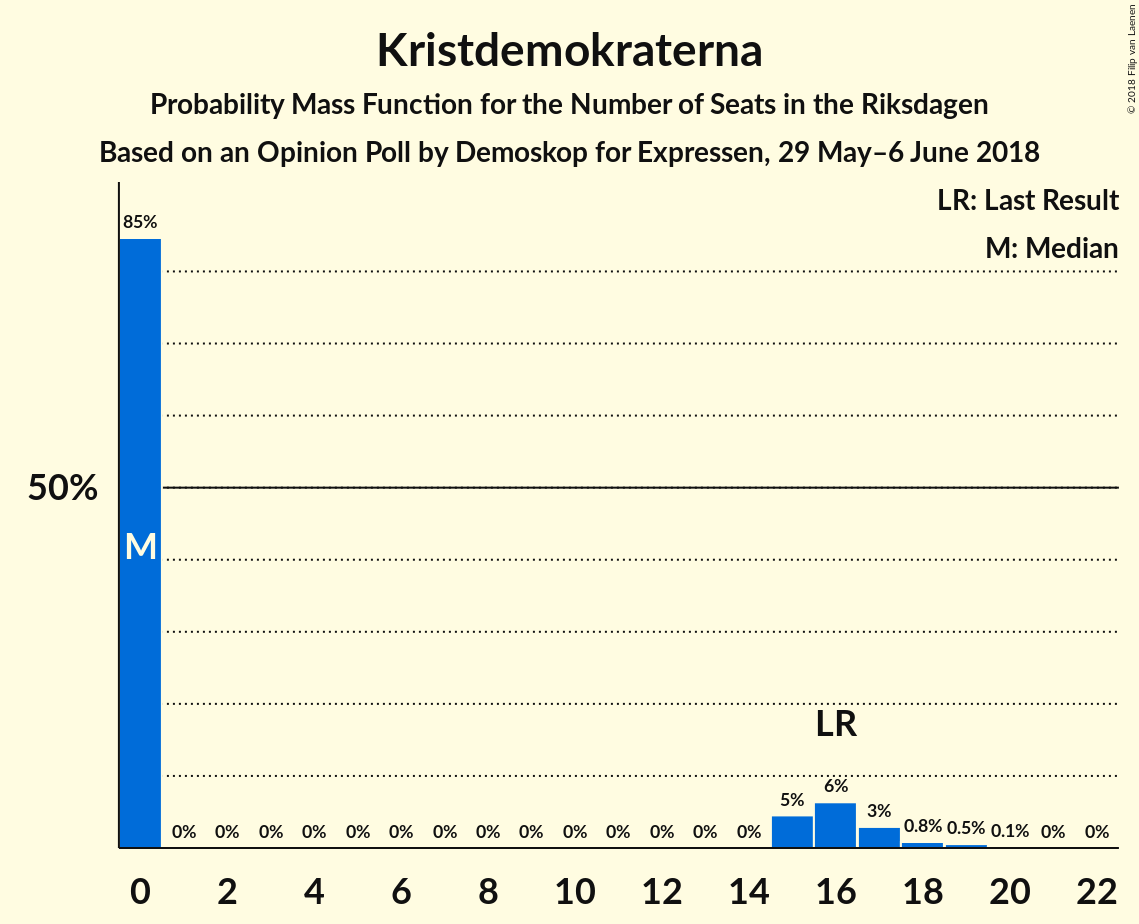 Kristdemokraterna
Probability Mass Function for the Number of Seats in the Riksdagen
Based on an Opinion Poll by Demoskop for Expressen, 29 May–6 June 2018
© 2018 Filip van Laenen
LR: Last Result
M: Median
85%
50%
M
LR
0% 0% 0% 0% 0% 0% 0% 0% 0% 0% 0% 0% 0% 0% 5% 6% 3% 0.8% 0.5% 0.1% 0% 0%
0 2 4 6 8 10 12 14 16 18 20 22